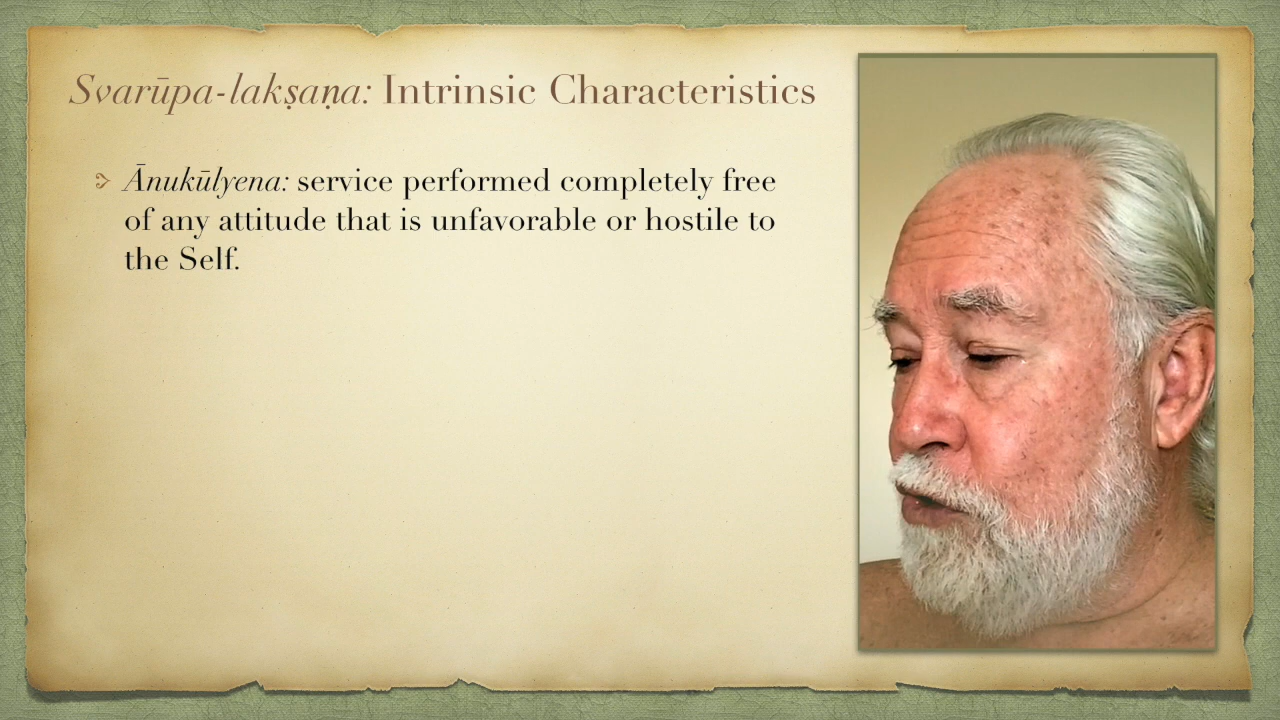 Svarūpa-lakṣaṇa: Intrinsic Characteristics
Ānukūlyena: service performed completely free
of any attitude that is unfavorable or hostile to
the Self.